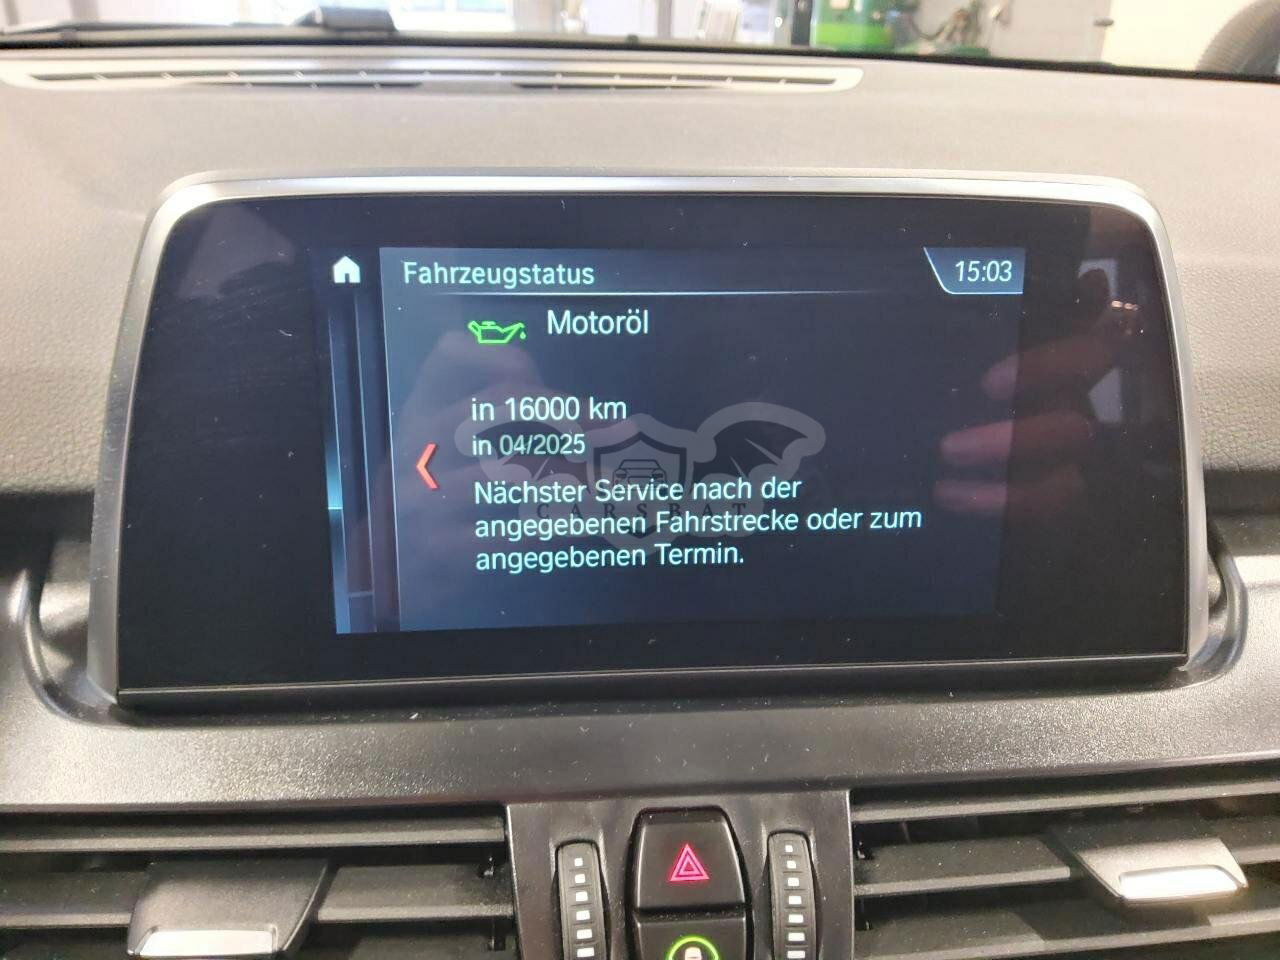 Fahrzeugstatus
15:03
Motoröl
in 16000 km
in 04/2025
Nächster Service nach der
CARSBAT
angegebenen Fahrstrecke oder zum
angegebenen Termin.